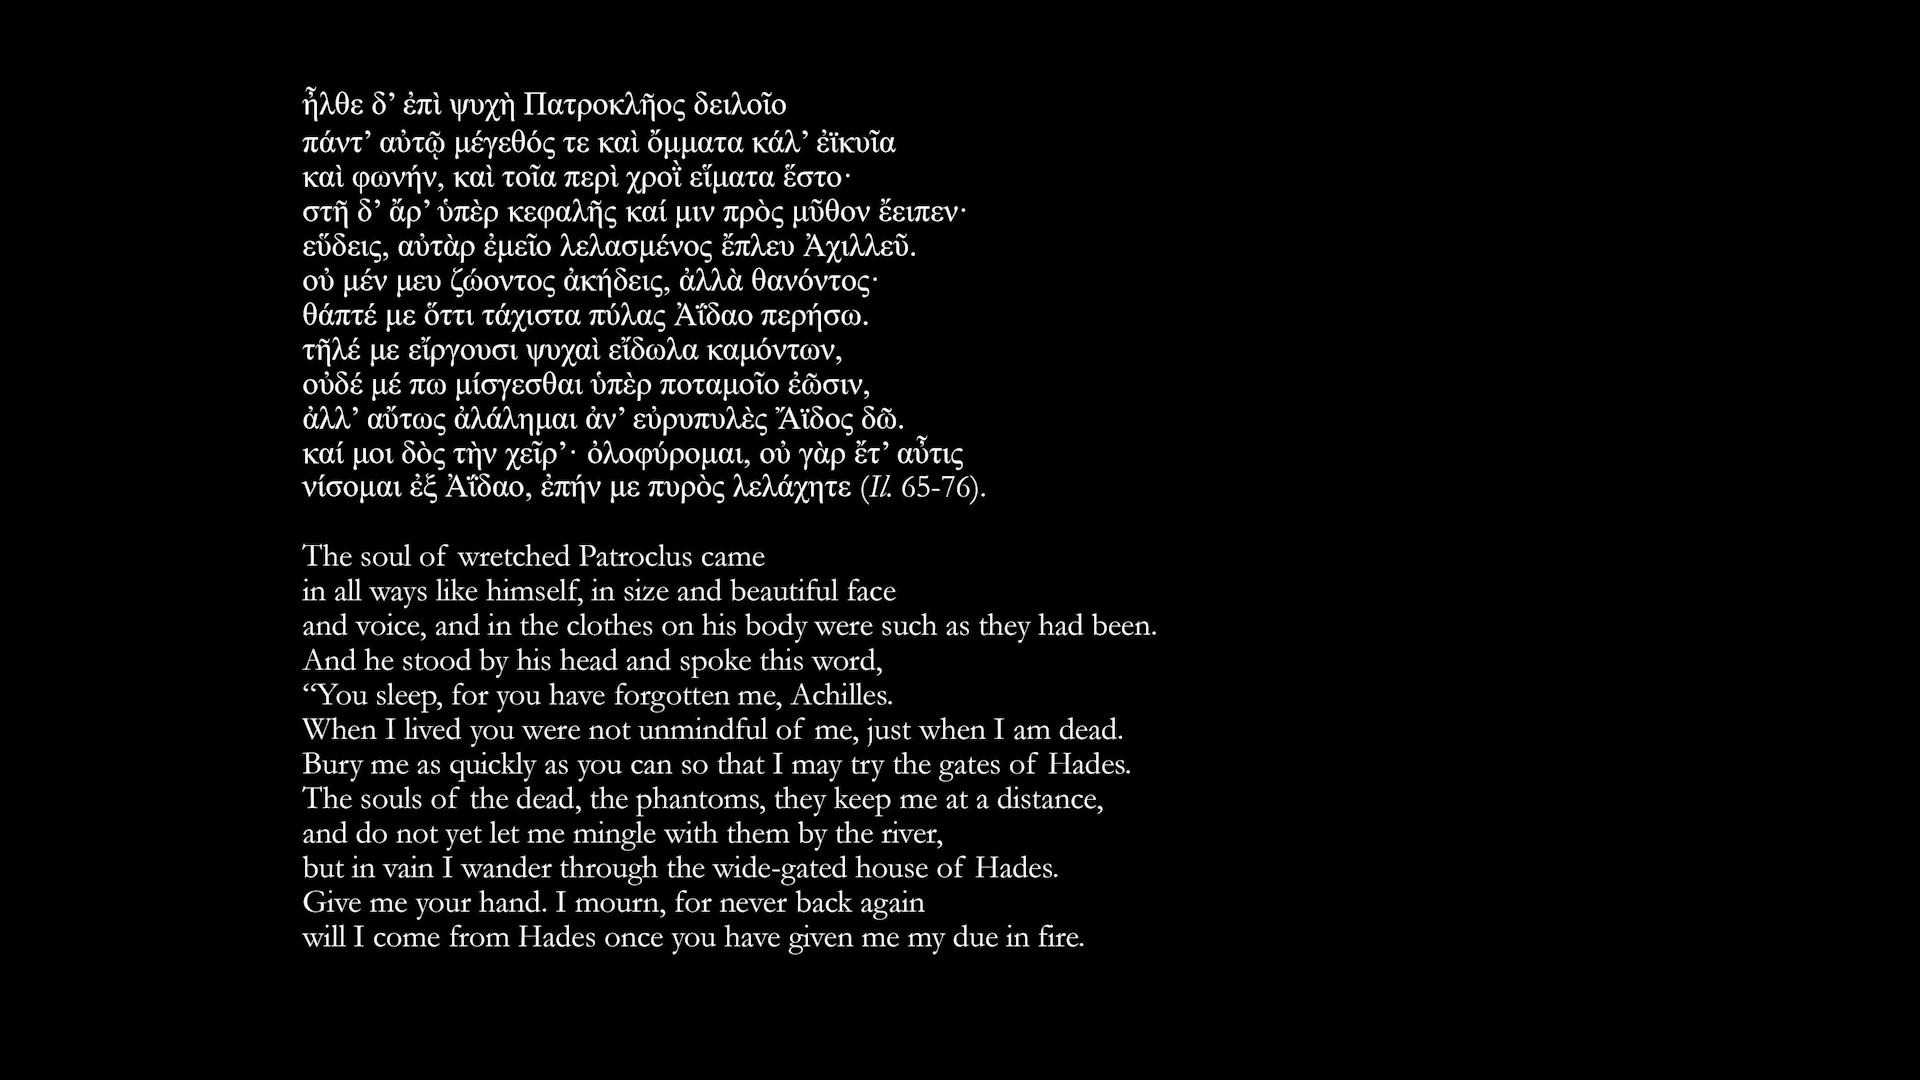 ἦλθε δ’ ἐπὶ ψυχὴ Πατροκλῆος δειλοῖο
πάντ’ αὐτῷ μέγεθός τε καὶ ὄμματα κάλ’ ἐϊκυῖα
καὶ φωνήν, καὶ τοῖα περὶ χροῒ εἵματα ἕστο·
στῆ δ’ ἄρ’ ὑπὲρ κεφαλῆς καί μιν πρὸς μῦθον ἔειπεν·
εὕδεις, αὐτὰρ ἐμεῖο λελασμένος ἔπλευ Ἀχιλλεῦ.
οὐ μέν μευ ζώοντος ἀκήδεις, ἀλλὰ θανόντος·
θάπτέ με ὅττι τάχιστα πύλας Ἀΐδαο περήσω.
τῆλέ με εἴργουσι ψυχαὶ εἴδωλα καμόντων,
οὐδέ μέ πω μίσγεσθαι ὑπὲρ ποταμοῖο ἐῶσιν,
ἀλλ’ αὔτως ἀλάλημαι ἀν’ εὐρυπυλὲς Ἄϊδος δῶ.
καί μοι δὸς τὴν χεῖρ’· ὀλοφύρομαι, οὐ γὰρ ἔτ’ αὖτις
νίσομαι ἐξ Ἀΐδαο, ἐπήν με πυρὸς λελάχητε (Il. 65-76).
The soul of wretched Patroclus came
in all ways like himself, in size and beautiful face
and voice, and in the clothes on his body were such as they had been.
And he stood by his head and spoke this word,
“You sleep, for you have forgotten me, Achilles.
When I lived you were not unmindful of me, just when I am dead.
Bury me as quickly as you can so that I may try the gates of Hades.
The souls of the dead, the phantoms, they keep me at a distance,
and do not yet let me mingle with them by the river,
but in vain I wander through the wide-gated house of Hades.
Give me your hand. I mourn, for never back again
will I come from Hades once you have given me my due in fire.